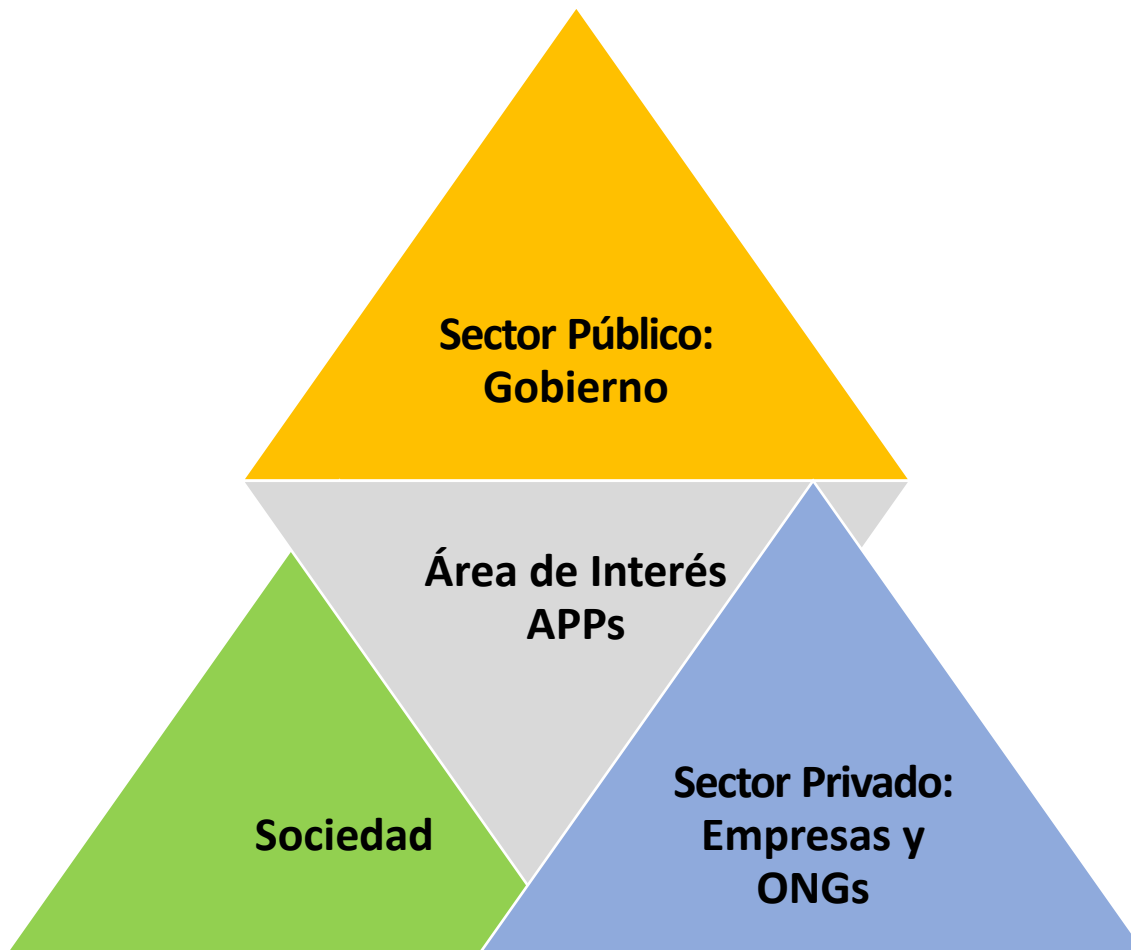 Sector Público:
Gobierno
Área de Interés
APPs
Sociedad
Sector Privado:
Empresas y
ONGs